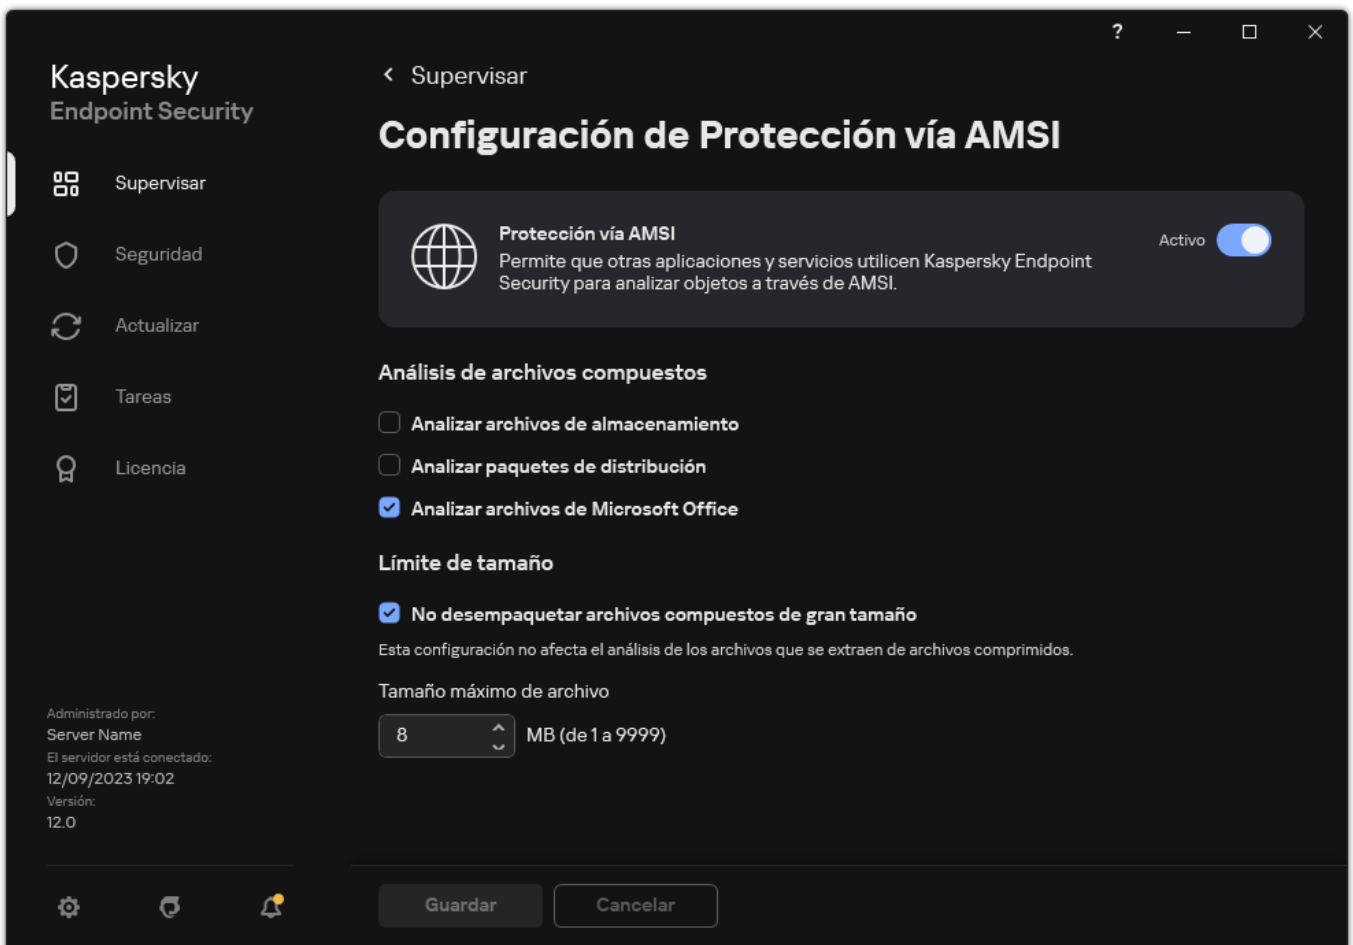 ?
Kaspersky
Endpoint Security
Supervisar
Seguridad
Actualizar
Tareas
Licencia
Administrado por:
Server Name
El servidor está conectado:
12/09/2023 19:02
Versión:
12.0
Supervisar
Configuración de Protección vía AMSI
Protección vía AMSI
Permite que otras aplicaciones y servicios utilicen Kaspersky Endpoint
Security para analizar objetos a través de AMSI.
Activo
Análisis de archivos compuestos
Analizar archivos de almacenamiento
Analizar paquetes de distribución
Analizar archivos de Microsoft Office
Límite de tamaño
No desempaquetar archivos compuestos de gran tamaño
Esta configuración no afecta el análisis de los archivos que se extraen de archivos comprimidos.
Tamaño máximo de archivo
8 MB (de 1 a 9999)
Guardar Cancelar